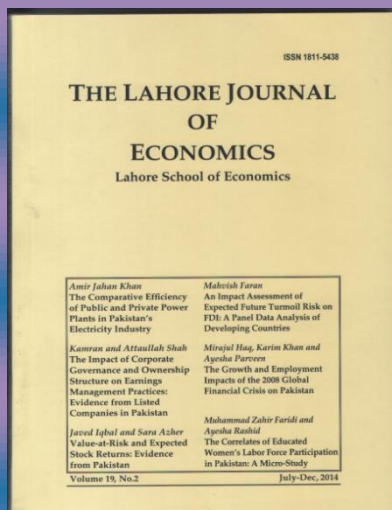 ISSN 1811-5438
THE LAHORE JOURNAL
OF
ECONOMICS
Lahore School of Economics
Amir Jahan Khan
The Comparative Efficiency
of Public and Private Power
Plants in Pakistan's
Electricity Industry
Kamran and Attaullah Shah
The Impact of Corporate
Governance and Ownership
Structure on Earnings
Management Practices:
Evidence from Listed
Companies in Pakistan
Javed Iqbal and Sara Azher
Value-at-Risk and Expected
Stock Returns: Evidence
from Pakistan
Mahvish Faran
An Impact Assessment of
Expected Future Turmoil Risk on
FDI: A Panel Data Analysis of
Developing Countries
Mirajul Haq, Karim Khan and
Ayesha Parveen
The Growth and Employment
Impacts of the 2008 Global
Financial Crisis on Pakistan
Muhammad Zahir Faridi and
Ayesha Rashid
The Correlates of Educated
Women's Labor Force Participation
in Pakistan: A Micro-Study
Volume 19, No.2
July-Dec, 2014